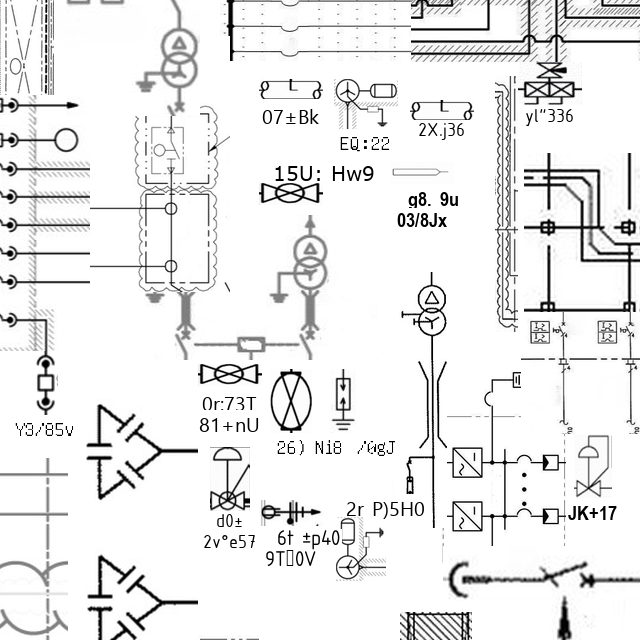 07±Bk
EQ:22
2X.j36
yl"336
15U: Hw9
g8. 9u
03/8Jx
Y3/85v
0r:73T
81+nU
26) Ni8 /0gJ
2r P)5H0
JK+17
d0±
2v°e57
6t ±p40
9T▯0V